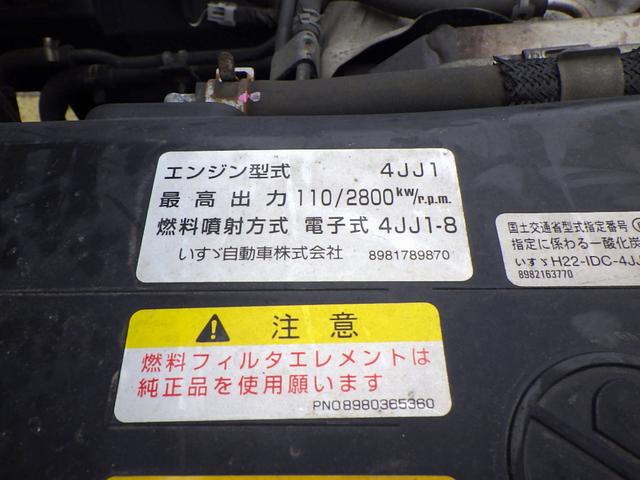 エンジン型式 4JJ1
最高出力 110/2800kw/r.p.m.
燃料噴射方式 電子式 4JJ1-8
いすゞ自動車株式会社 8981789870
国土交通省型式指定番号
指定に係わる一酸化炭
いすゞH22-IDC-4JJ
8982163770
注意
燃料フィルタエレメントは
純正品を使用願います
PNO8980365360